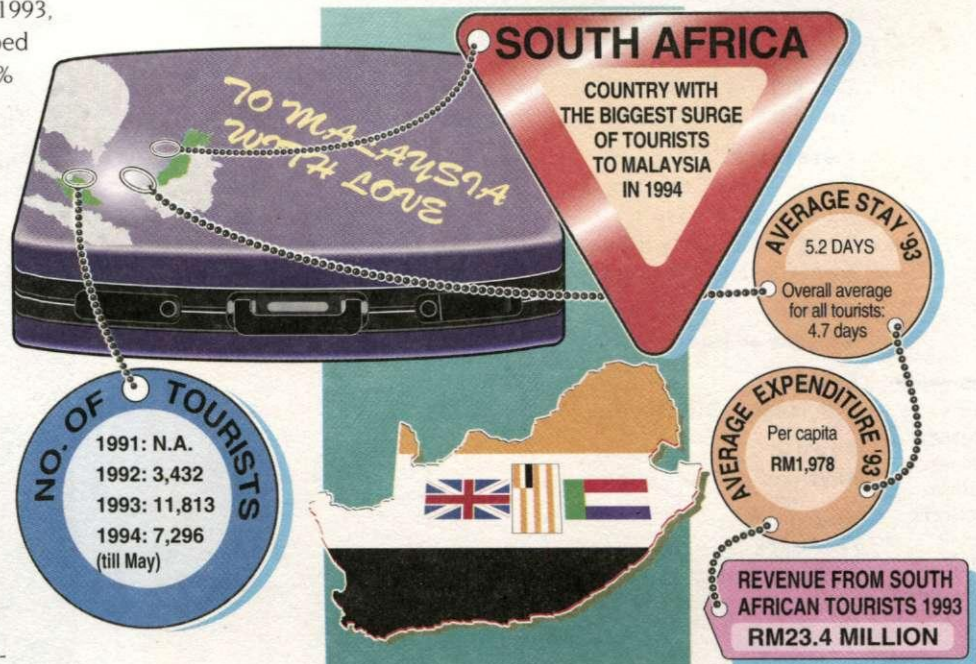 1993,
%
TO MALAYSIA
WITH LOVE
SOUTH AFRICA
COUNTRY WITH
THE BIGGEST SURGE
OF TOURISTS
TO MALAYSIA
IN 1994
AVERAGE STAY '93
5.2 DAYS
Overall average
for all tourists:
4.7 days
NO. OF TOURISTS
1991: N.A.
1992: 3,432
1993: 11,813
1994: 7,296
(till May)
AVERAGE EXPENDITURE '93
Per capita
RM1,978
REVENUE FROM SOUTH
AFRICAN TOURISTS 1993
RM23.4 MILLION